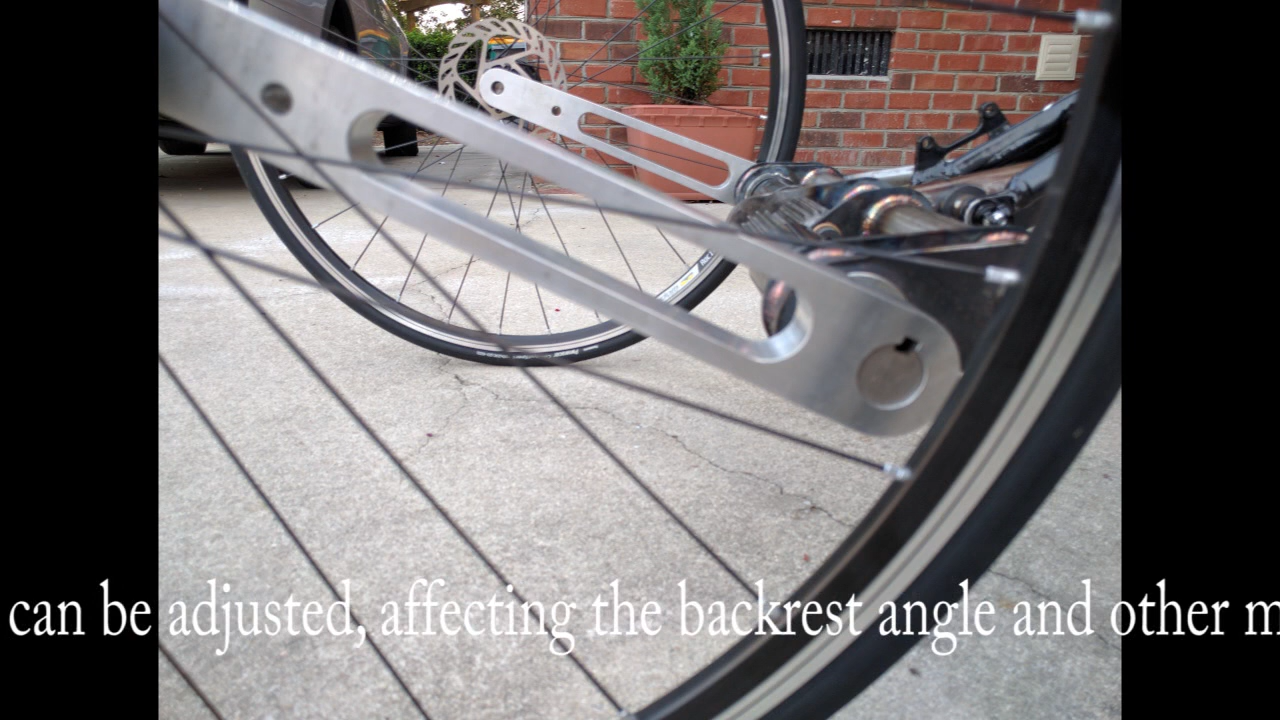 can be adjusted, affecting the backrest angle and other m